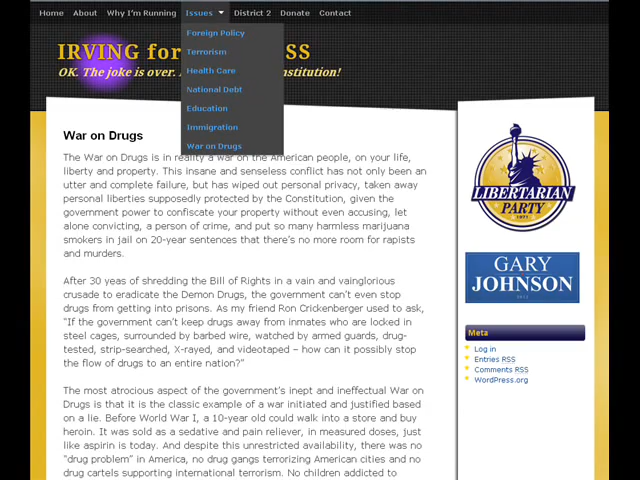 Home About Why I'm Running Issues District 2 Donate Contact
Foreign Policy
Terrorism
Health Care
National Debt
Education
Immigration
War on Drugs
IRVING for SS
OK. The joke is over. nstitution!
War on Drugs
The War on Drugs is in reality a war on the American people, on your life,
liberty and property. This insane and senseless conflict has not only been an
utter and complete failure, but has wiped out personal privacy, taken away
personal liberties supposedly protected by the Constitution, given the
government power to confiscate your property without even accusing, let
alone convicting, a person of crime, and put so many harmless marijuana
smokers in jail on 20-year sentences that there's no more room for rapists
and murders.
After 30 yeas of shredding the Bill of Rights in a vain and vainglorious
crusade to eradicate the Demon Drugs, the government can't even stop
drugs from getting into prisons. As my friend Ron Crickenberger used to ask,
"If the government can't keep drugs away from inmates who are locked in
steel cages, surrounded by barbed wire, watched by armed guards, drug-
tested, strip-searched, X-rayed, and videotaped – how can it possibly stop
the flow of drugs to an entire nation?"
The most atrocious aspect of the government's inept and ineffectual War on
Drugs is that it is the classic example of a war initiated and justified based
on a lie. Before World War I, a 10-year old could walk into a store and buy
heroin. It was sold as a sedative and pain reliever, in measured doses, just
like aspirin is today. And despite this unrestricted availability, there was no
"drug problem" in America, no drug gangs terrorizing American cities and no
drug cartels supporting international terrorism. No children addicted to
LIBERTARIAN
PARTY
1971
GARY
JOHNSON
2012
Meta
Log in
Entries RSS
Comments RSS
WordPress.org